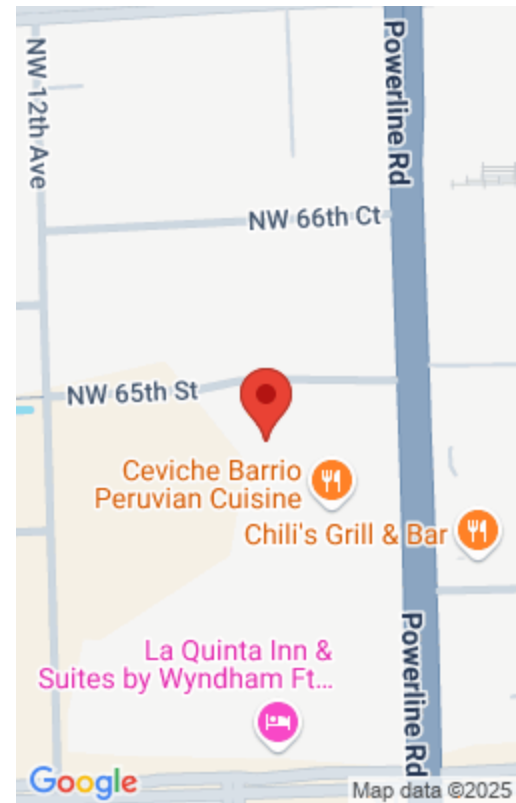 Powerline Rd
NW 12th Ave
NW 66th Ct
NW 65th St
Ceviche Barrio
Peruvian Cuisine
Chili's Grill & Bar
La Quinta Inn &
Suites by Wyndham Ft...
Powerline Rd
Google
Map data ©2025